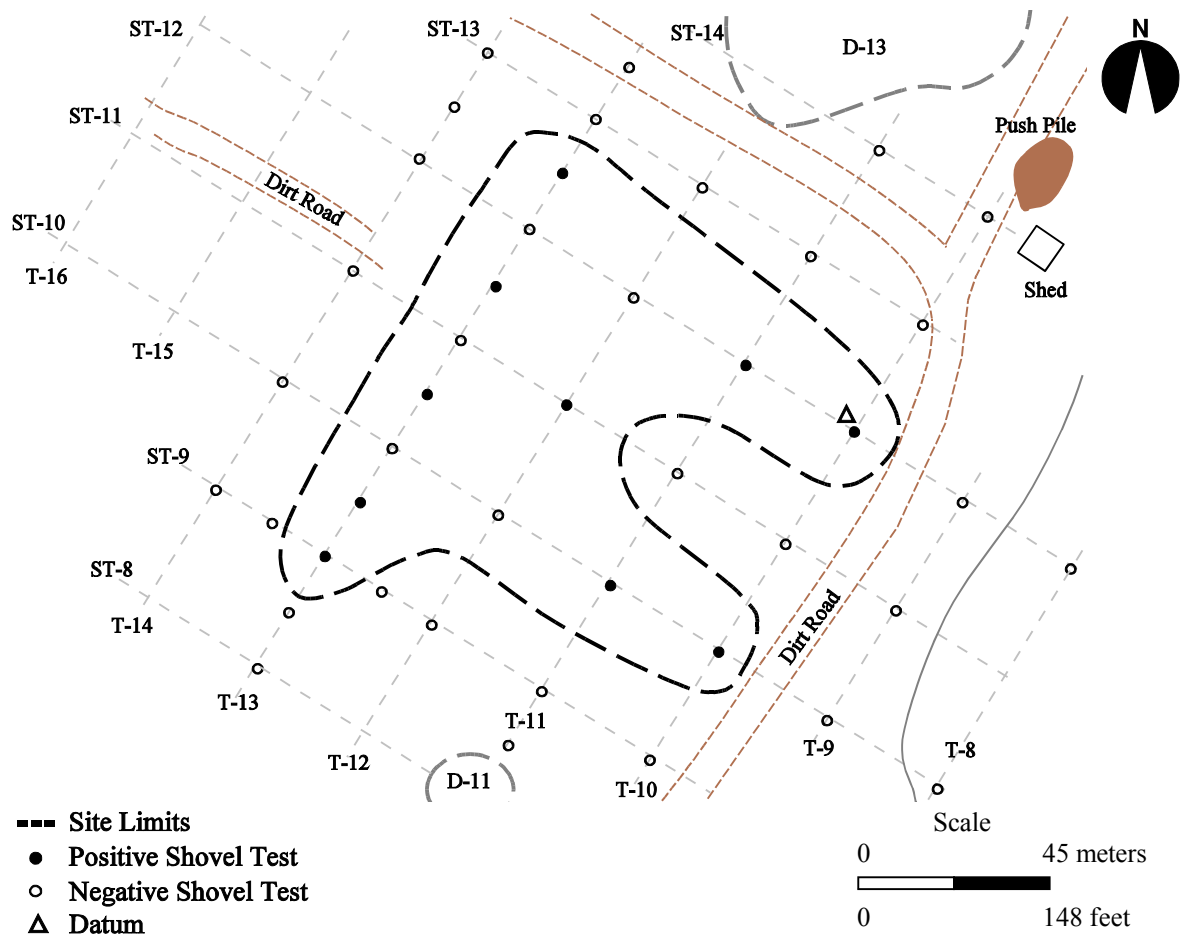 ST-12
ST-13
ST-14
D-13
N
ST-11
Push Pile
Dirt Road
ST-10
T-16
Shed
T-15
ST-9
ST-8
T-14
Dirt Road
T-13
T-11
T-9
T-8
T-12
D-11
T-10
Site Limits
Positive Shovel Test
Negative Shovel Test
Datum
Scale
0 45 meters
0 148 feet